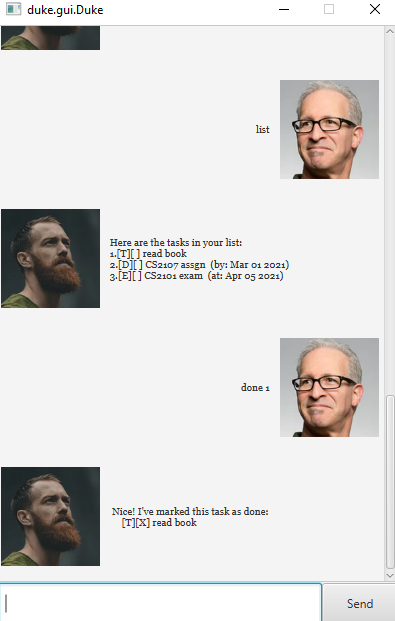 duke.gui.Duke
list
Here are the tasks in your list:
1.[T][ ] read book
2.[D][ ] CS2107 assgn  (by: Mar 01 2021)
3.[E][ ] CS2101 exam  (at: Apr 05 2021)
done 1
Nice! I've marked this task as done:
[T][X] read book
Send